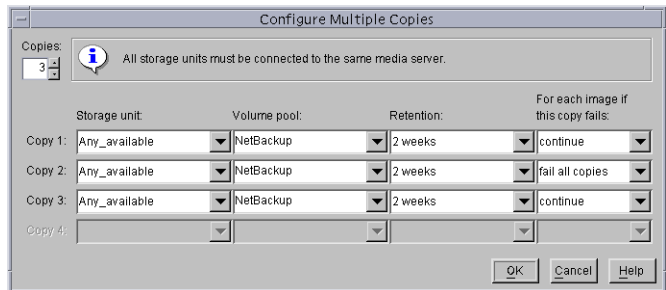 Configure Multiple Copies
Copies:
3
All storage units must be connected to the same media server.
For each image if
Storage unit: Volume pool: Retention: this copy fails:
Copy 1: Any_available NetBackup 2 weeks continue
Copy 2: Any_available NetBackup 2 weeks fail all copies
Copy 3: Any_available NetBackup 2 weeks continue
Copy 4:
OK Cancel Help